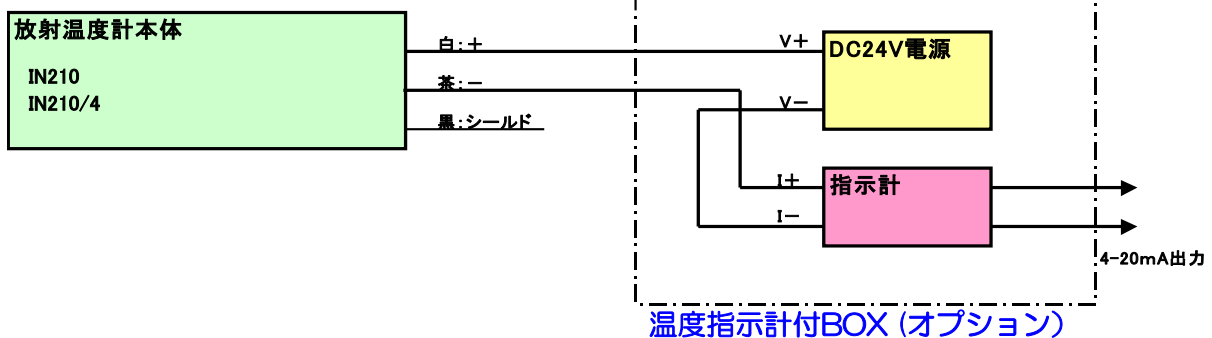 放射温度計本体
IN210
IN210/4
白:＋
茶:－
黒:シールド
V＋
V－
DC24V電源
I＋
I－
指示計
4-20mA出力
温度指示計付BOX (オプション)